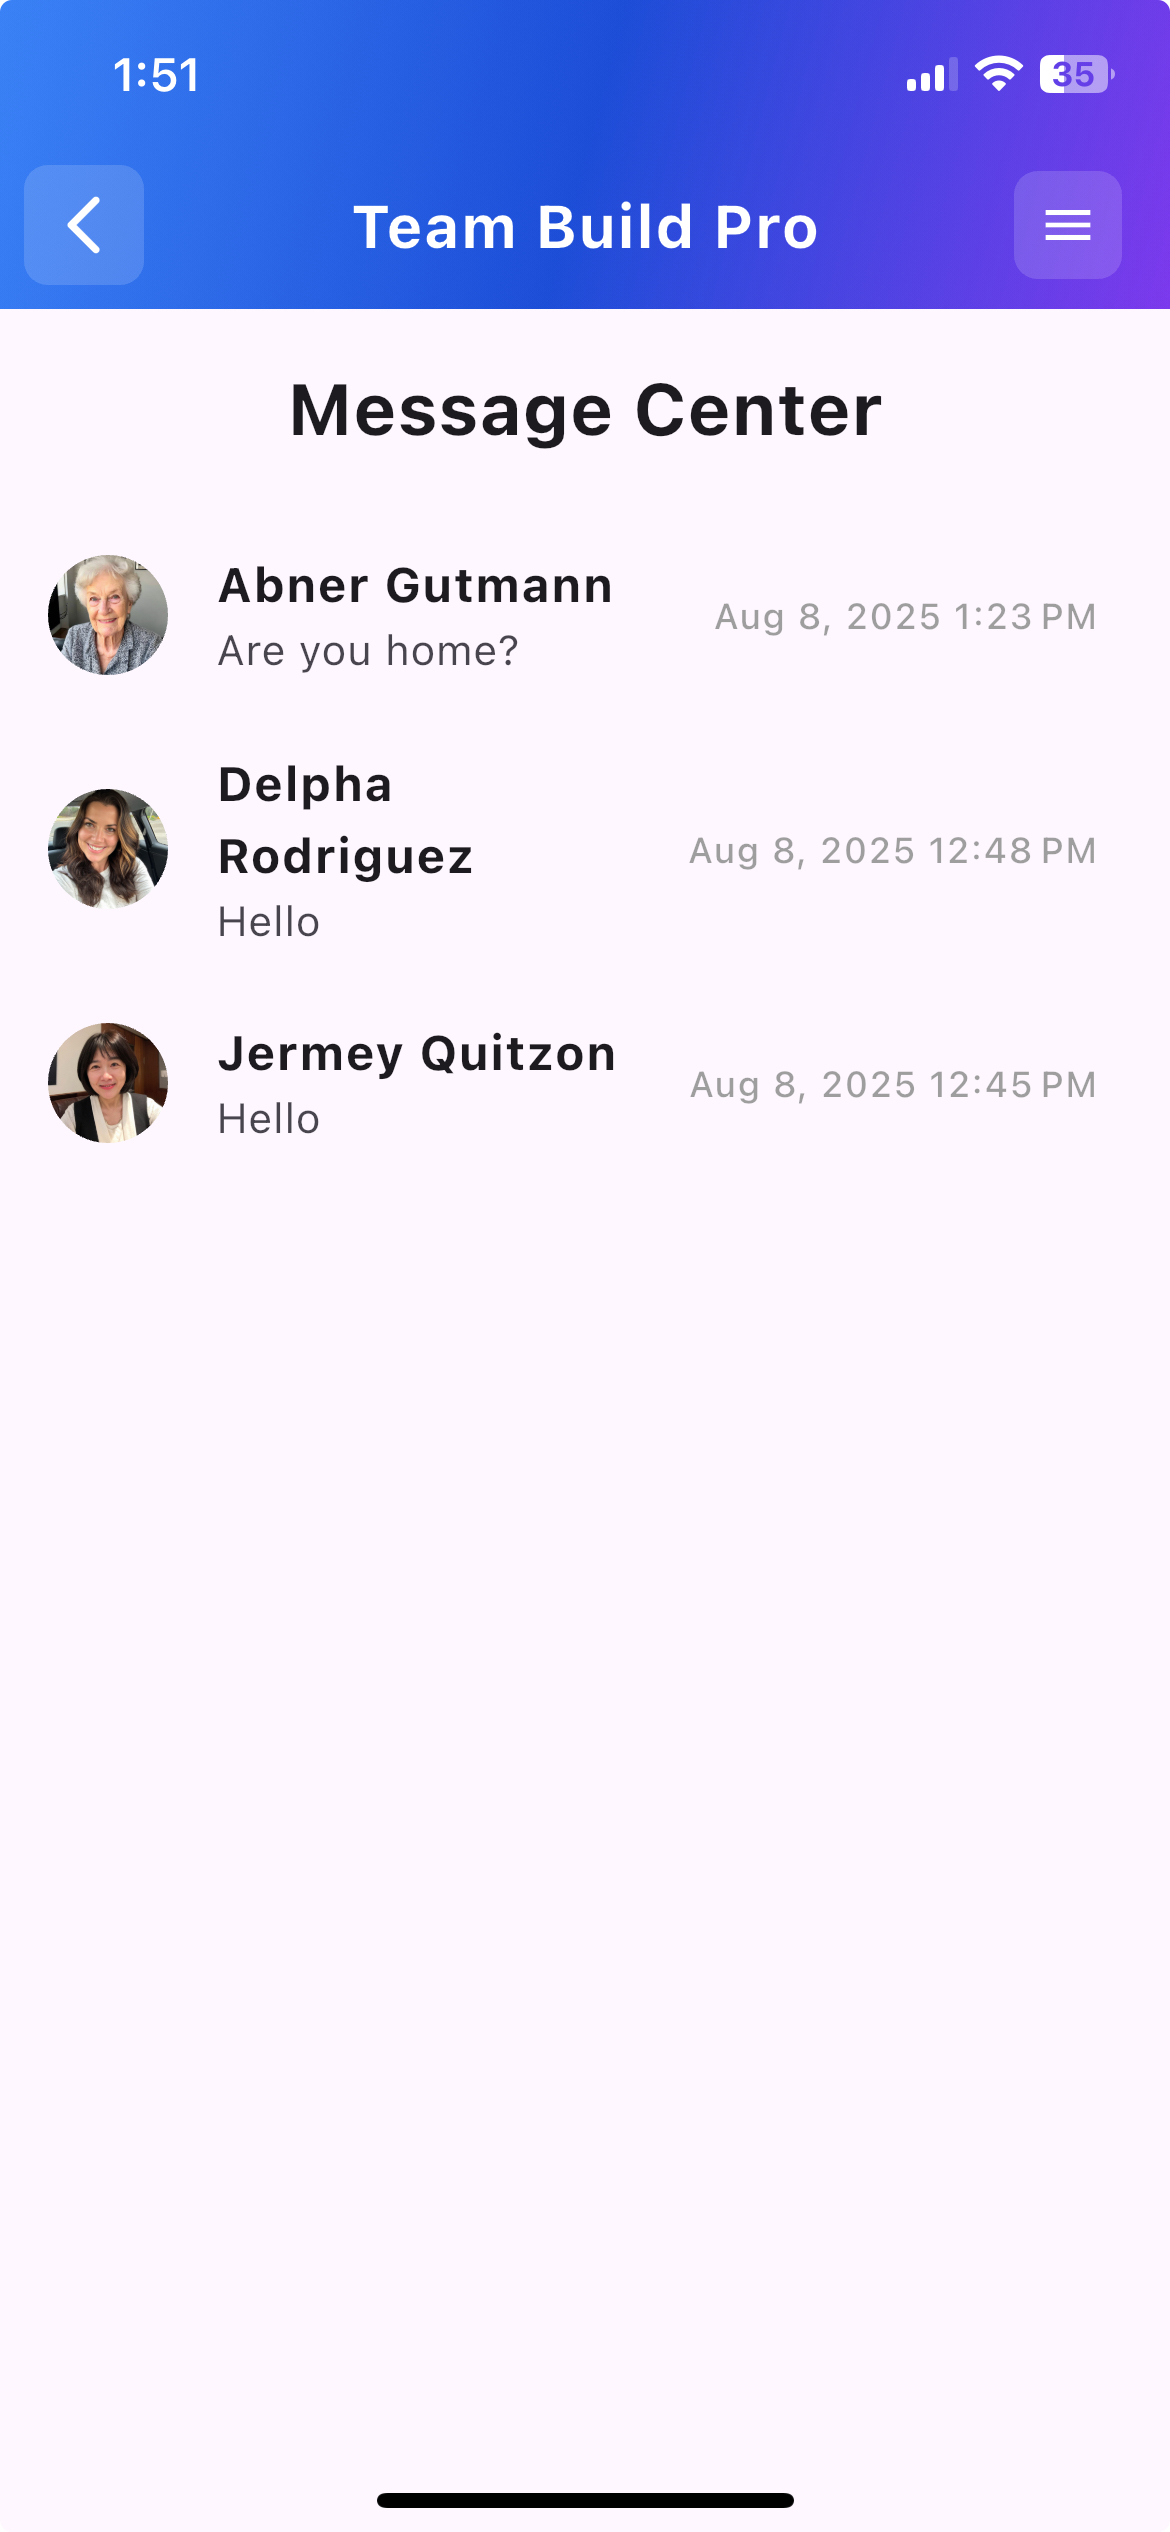 1:51
35
Team Build Pro
Message Center
Abner Gutmann
Are you home?
Aug 8, 2025 1:23 PM
Delpha
Rodriguez
Hello
Aug 8, 2025 12:48 PM
Jermey Quitzon
Hello
Aug 8, 2025 12:45 PM